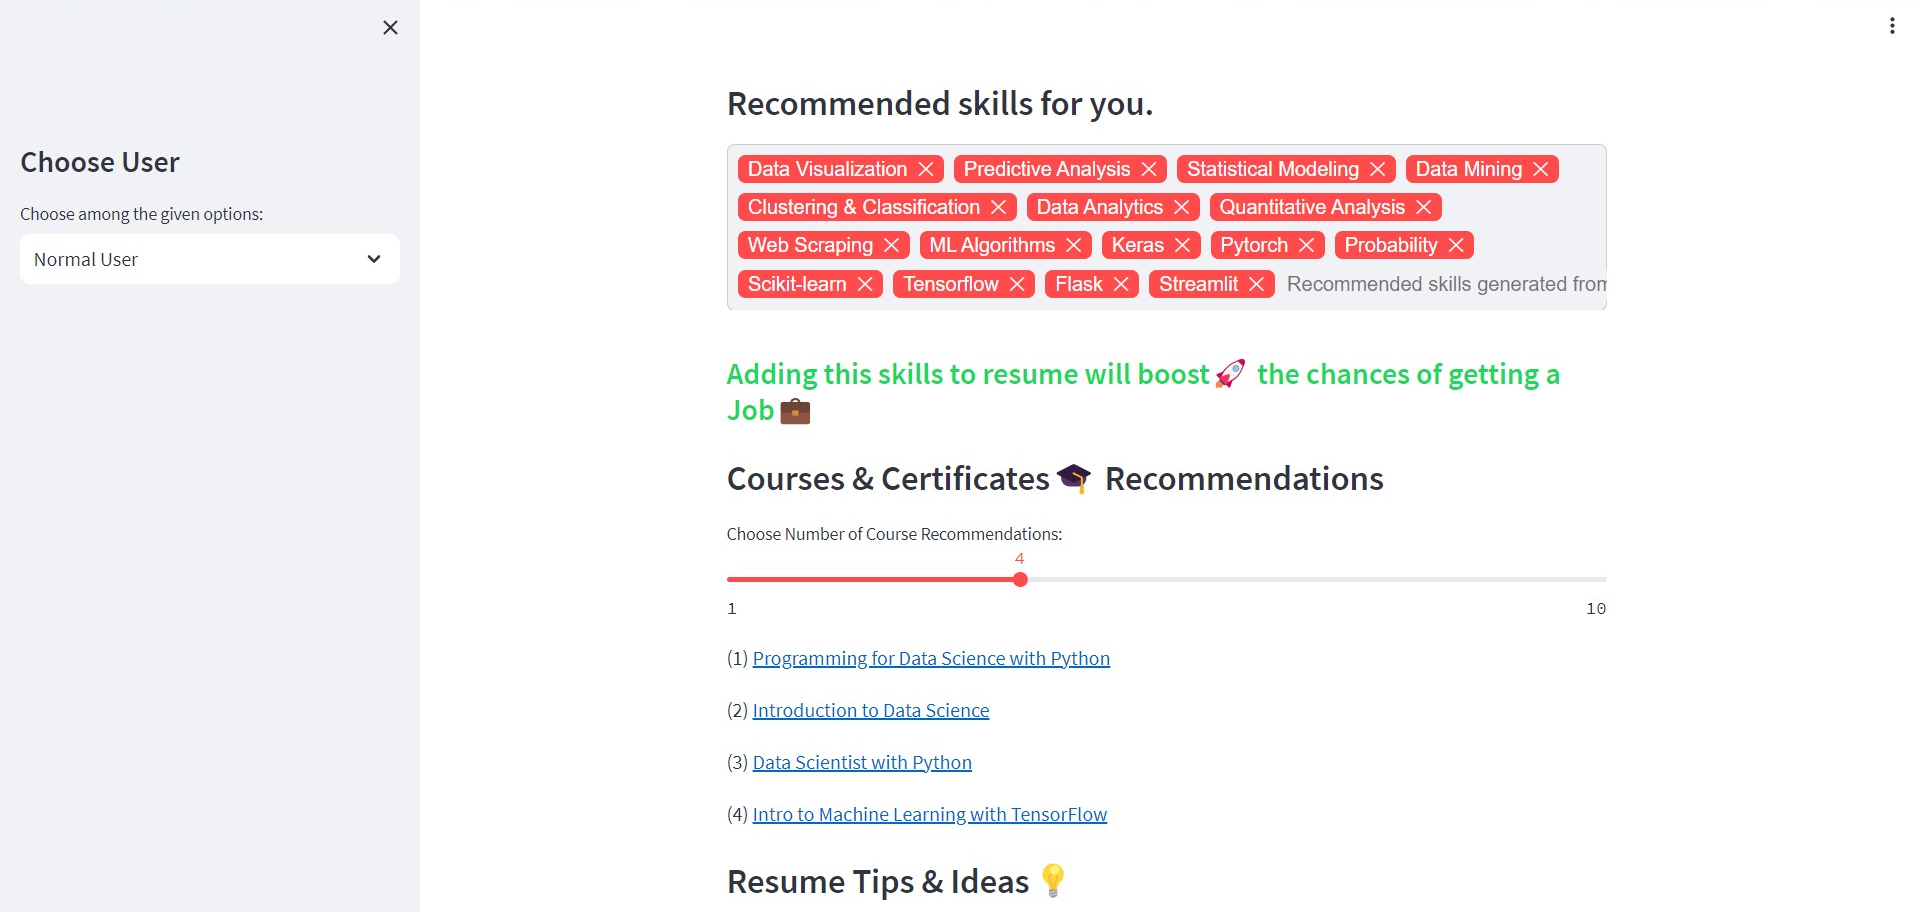 Choose User
Choose among the given options:
Normal User
Recommended skills for you.
Data Visualization Predictive Analysis Statistical Modeling Data Mining
Clustering & Classification Data Analytics Quantitative Analysis
Web Scraping ML Algorithms Keras Pytorch Probability
Scikit-learn Tensorflow Flask Streamlit Recommended skills generated from
Adding this skills to resume will boost🚀 the chances of getting a
Job💼
Courses & Certificates🎓 Recommendations
Choose Number of Course Recommendations:
4
1 10
(1) Programming for Data Science with Python
(2) Introduction to Data Science
(3) Data Scientist with Python
(4) Intro to Machine Learning with TensorFlow
Resume Tips & Ideas💡